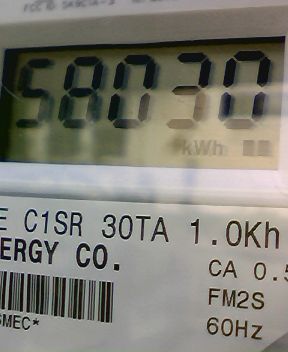 58030
kWh
E C1SR 30TA 1.0Kh
ERGY CO.
CA 0.5
FM2S
60Hz
SMEC*